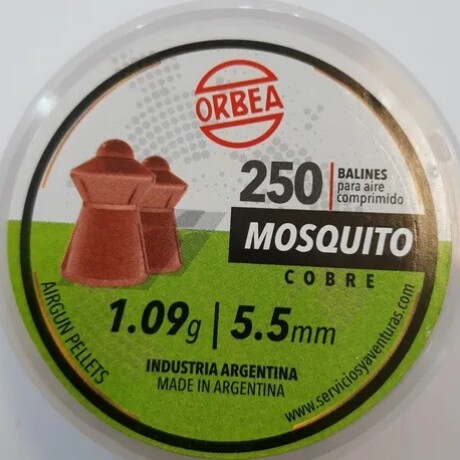 ORBEA
250
BALINES
para aire
comprimido
MOSQUITO
COBRE
1.09g | 5.5mm
INDUSTRIA ARGENTINA
MADE IN ARGENTINA
AIRGUN PELLETS
www.serviciosyaventuras.com